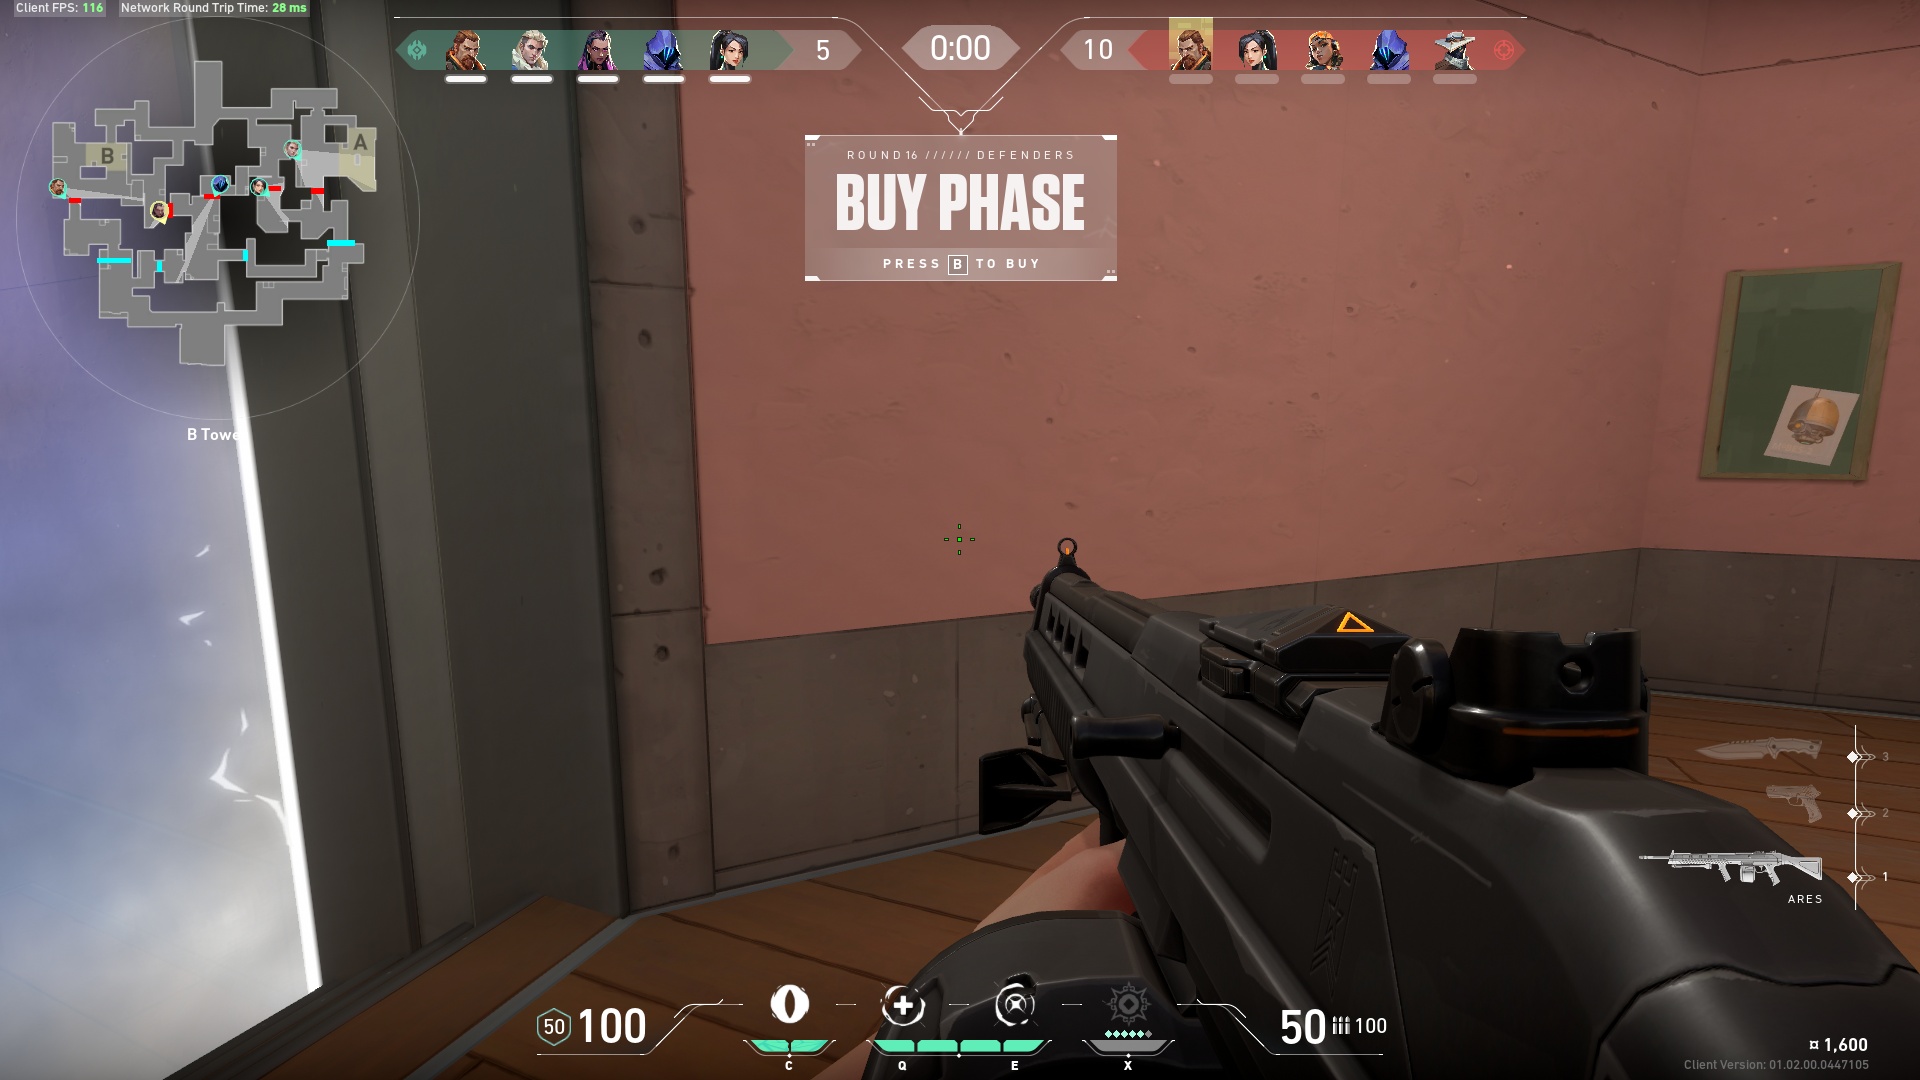 Client FPS: 116 Network Round Trip Time: 28 ms
5 0:00 10
ROUND 16 ////// DEFENDERS
BUY PHASE
PRESS B TO BUY
B
A
B Towe
3
2
1
ARES
50 100
50 100
C Q E X
¤ 1,600
Client Version: 01.02.00.0447105